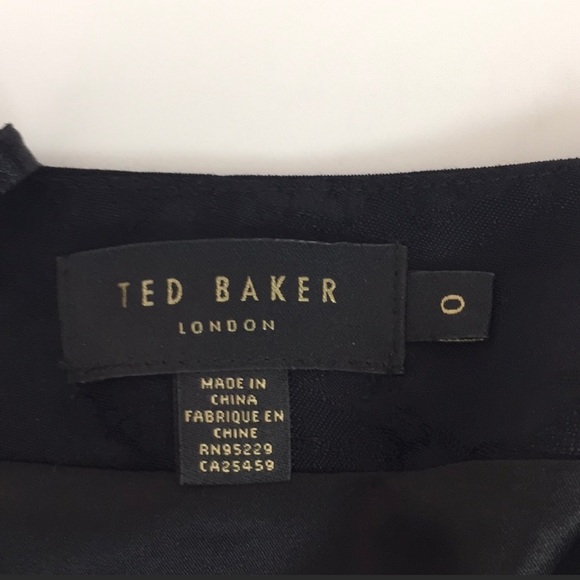 TED BAKER
LONDON
0
MADE IN
CHINA
FABRIQUE EN
CHINE
RN95229
CA25459